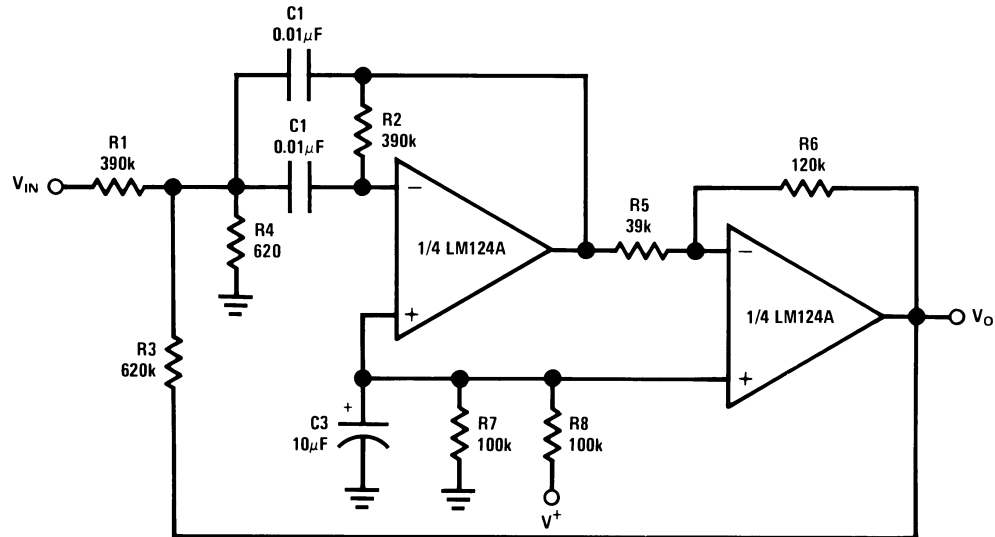 C1
0.01μF
R2
390k
C1
0.01μF
R1
390k
VIN
R4
620
−
1/4 LM124A
+
R6
120k
R5
39k
−
1/4 LM124A
+
VO
R3
620k
+
C3
10μF
R7
100k
R8
100k
V+